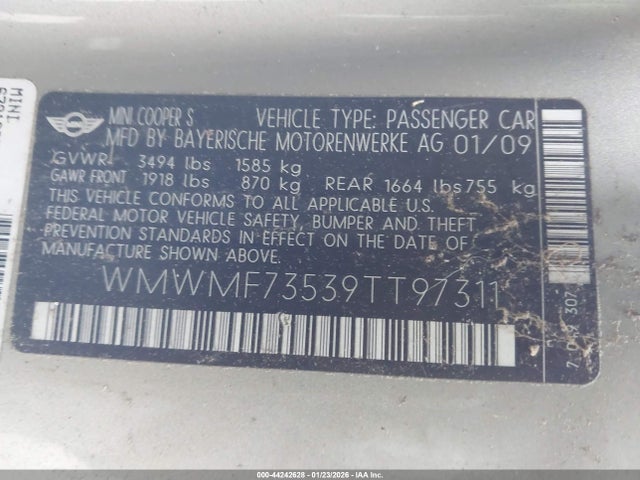 MINI
MINI COOPER S VEHICLE TYPE: PASSENGER CAR
MFD BY BAYERISCHE MOTORENWERKE AG 01/09
GVWR 3494 lbs 1585 kg
GAWR FRONT 1918 lbs 870 kg REAR 1664 lbs 755 kg
THIS VEHICLE CONFORMS TO ALL APPLICABLE U.S.
FEDERAL MOTOR VEHICLE SAFETY, BUMPER AND THEFT
PREVENTION STANDARDS IN EFFECT ON THE DATE OF
MANUFACTURE SHOWN ABOVE.
WMWMF73539TT97311
000-44242628 - 01/23/2026 - IAAI, Inc. Copyright